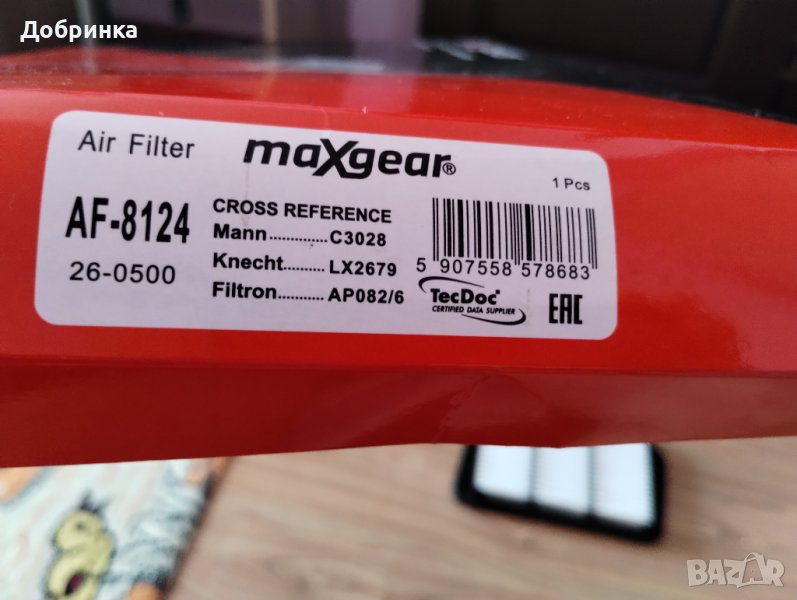 Добринка
Air Filter
maxgear®
1 Pcs
AF-8124
26-0500
CROSS REFERENCE
Mann..............C3028
Knecht..........LX2679
Filtron...........AP082/6
5 907558 578683
TecDoc®
CERTIFIED DATA SUPPLIER
EAC
BAZAR